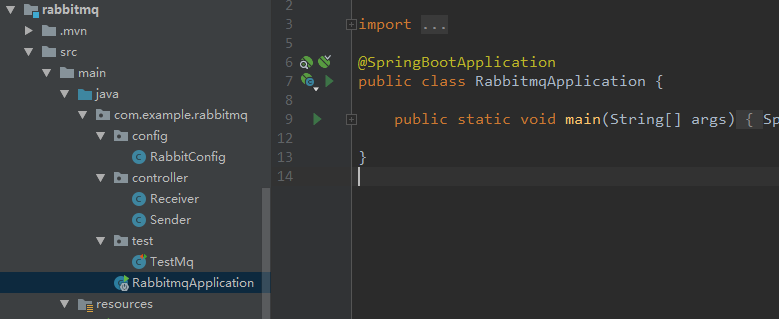 rabbitmq
.mvn
src
main
java
com.example.rabbitmq
config
RabbitConfig
controller
Receiver
Sender
test
TestMq
RabbitmqApplication
resources
2
3 import ...
5
6 @SpringBootApplication
7 public class RabbitmqApplication {
8
9 public static void main(String[] args) { Sp
12
13 }
14